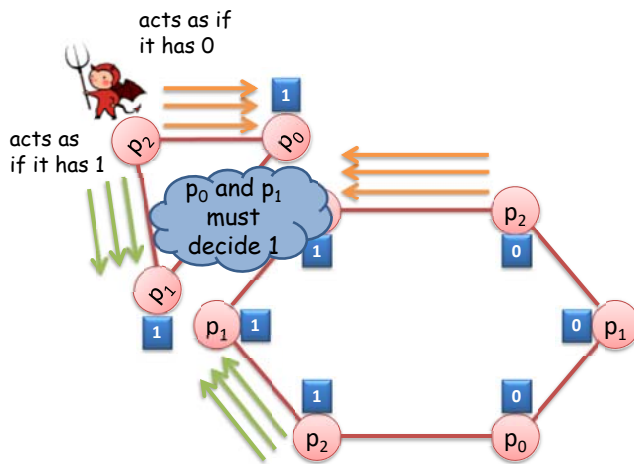 acts as if
it has 0
1
acts as
if it has 1
p2
p0
p0 and p1
must
decide 1
p2
1
0
p1
1
p1
1
0
p1
1
0
p2
p0